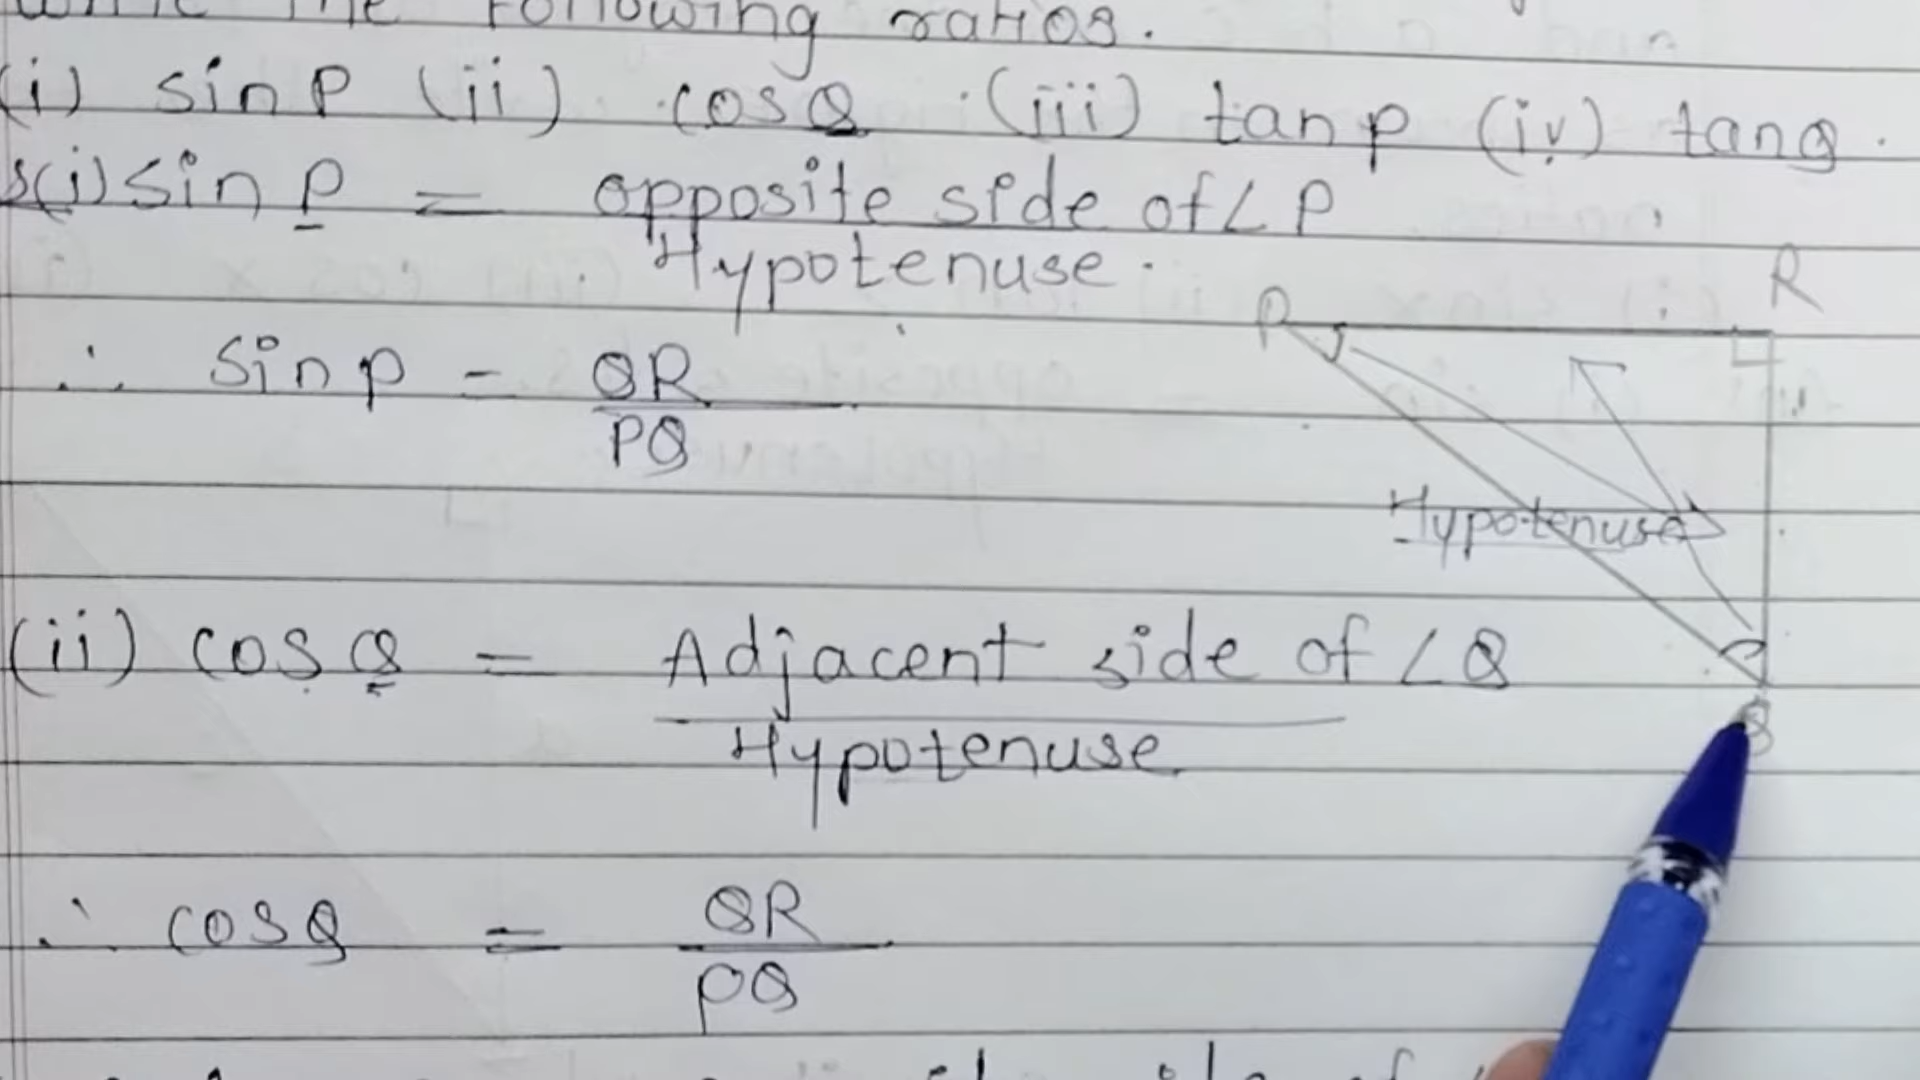 the following ratios.
(i) sin P (ii) cos Q (iii) tan p (iv) tan Q.
s(i) sin P = opposite side of ∠ P
Hypotenuse.
R
P
∴ sin p = QR
PQ
Hypotenuse
(ii) cos Q = Adjacent side of ∠ Q
Hypotenuse
Q
∴ cos Q = QR
PQ